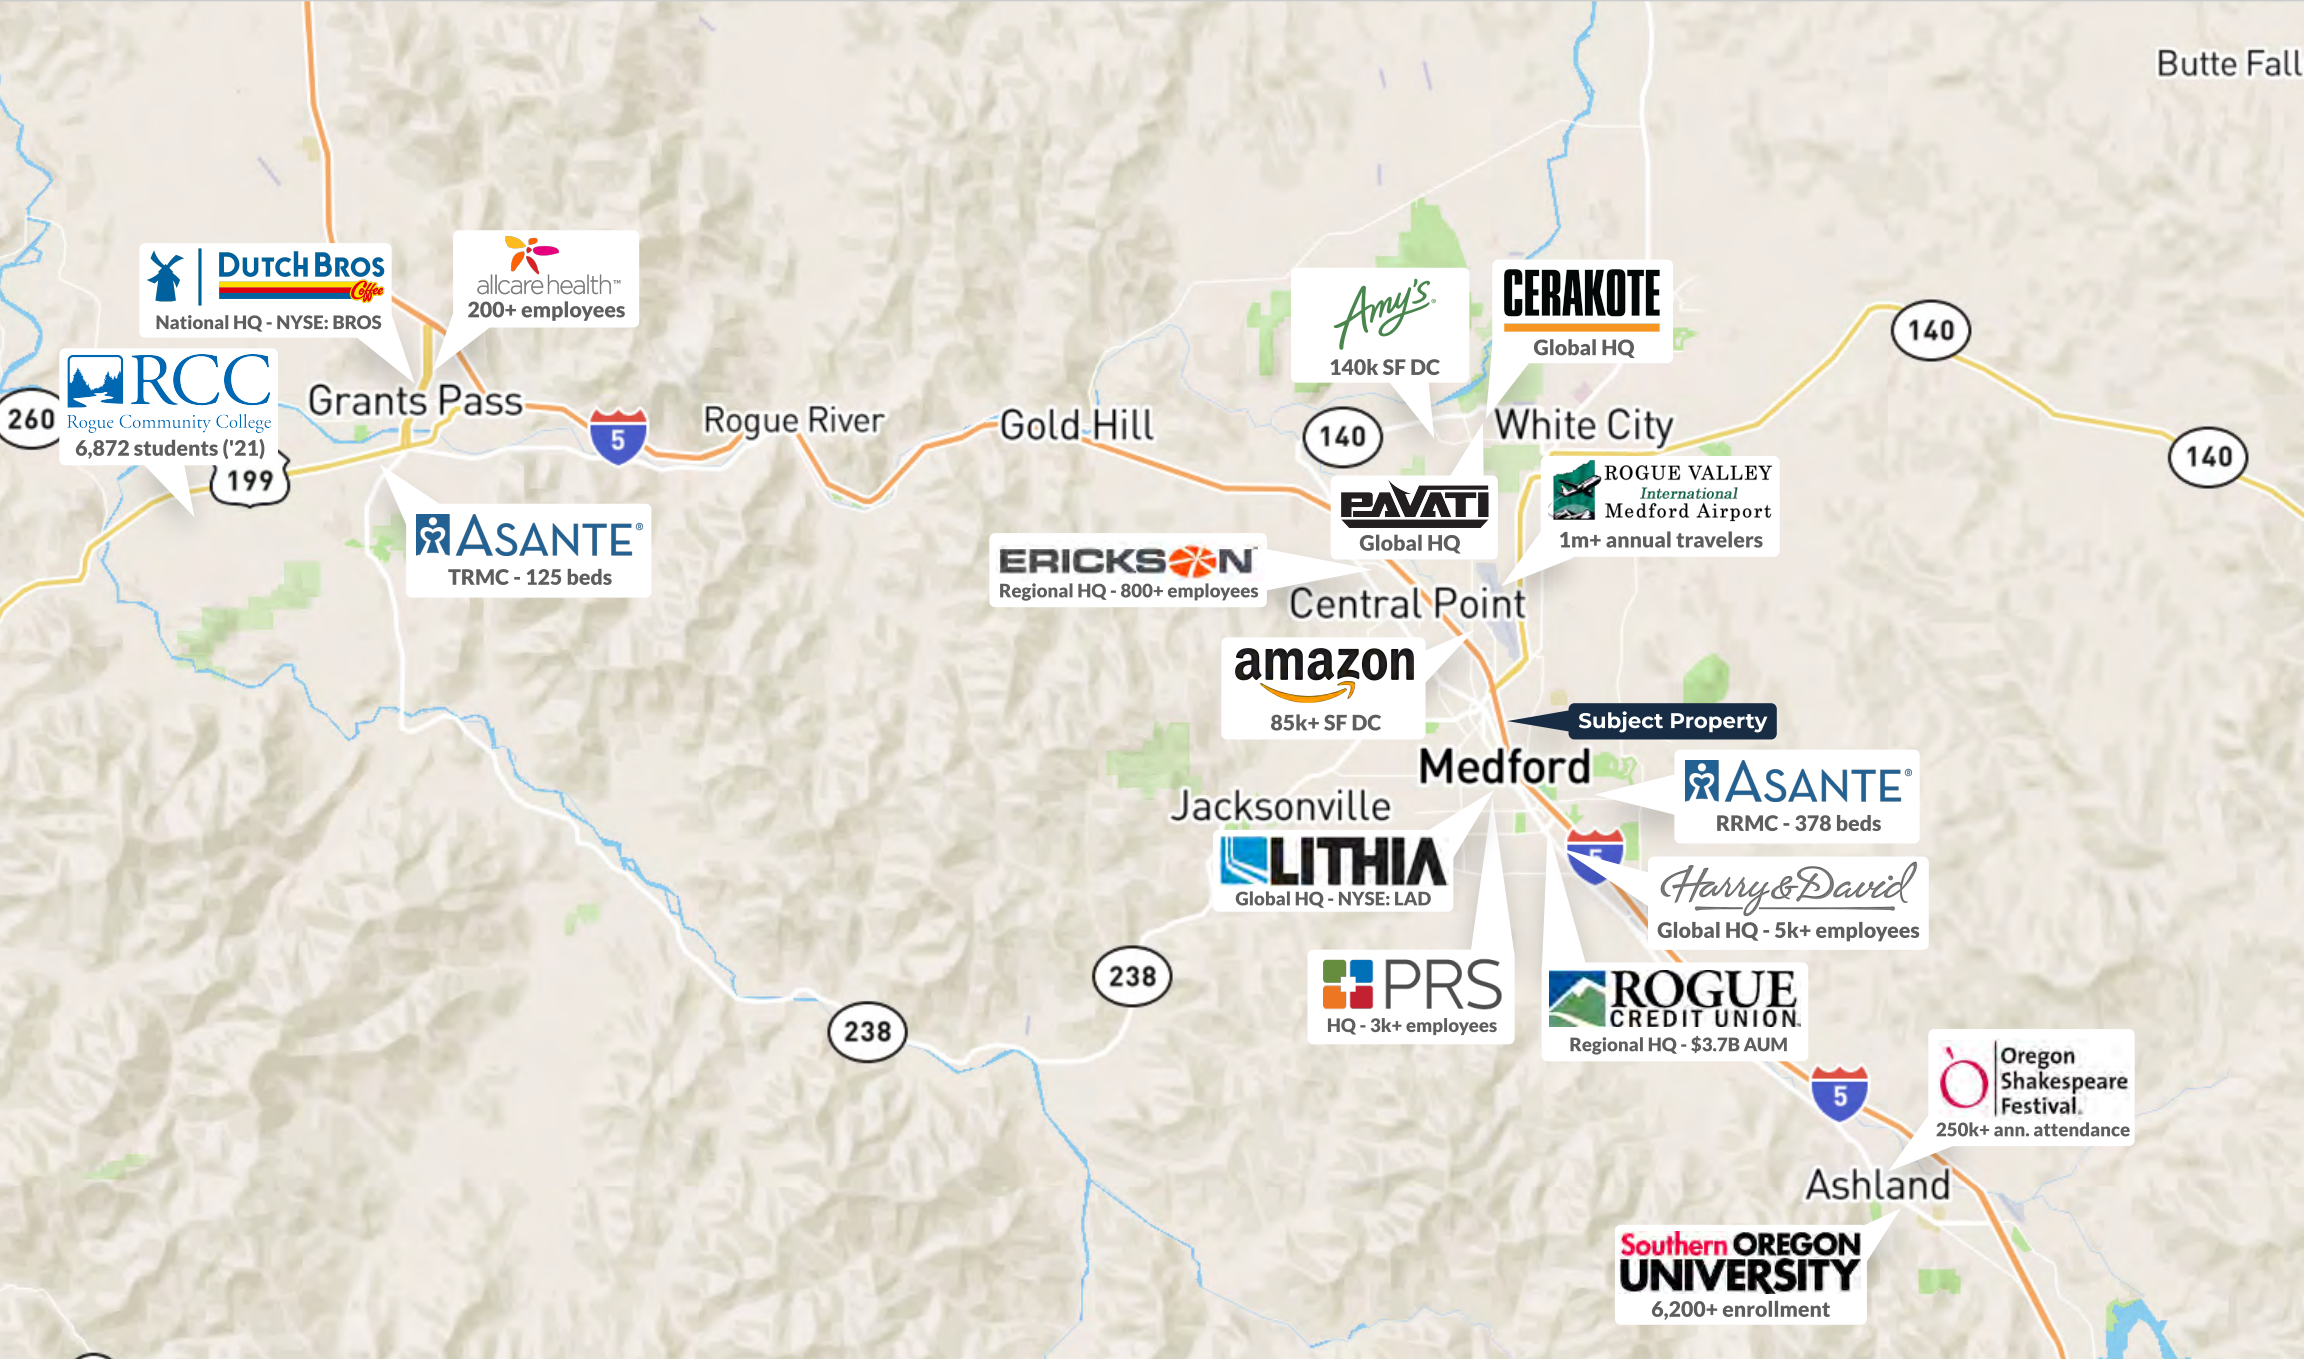 Butte Fall
DUTCH BROS
Coffee
National HQ - NYSE: BROS
allcare health™
200+ employees
RCC
Rogue Community College
6,872 students ('21)
260
199
Grants Pass
5
Rogue River
Gold Hill
ASANTE®
TRMC - 125 beds
Amy's®
140k SF DC
CERAKOTE
Global HQ
140
140
140
White City
PAVATI
Global HQ
ROGUE VALLEY
International
Medford Airport
1m+ annual travelers
ERICKSON
Regional HQ - 800+ employees
Central Point
amazon
85k+ SF DC
Subject Property
Medford
Jacksonville
ASANTE®
RRMC - 378 beds
LITHIA
Global HQ - NYSE: LAD
5
Harry & David
Global HQ - 5k+ employees
238
238
PRS
HQ - 3k+ employees
ROGUE
CREDIT UNION
Regional HQ - $3.7B AUM
5
Oregon
Shakespeare
Festival.
250k+ ann. attendance
Ashland
Southern OREGON
UNIVERSITY
6,200+ enrollment